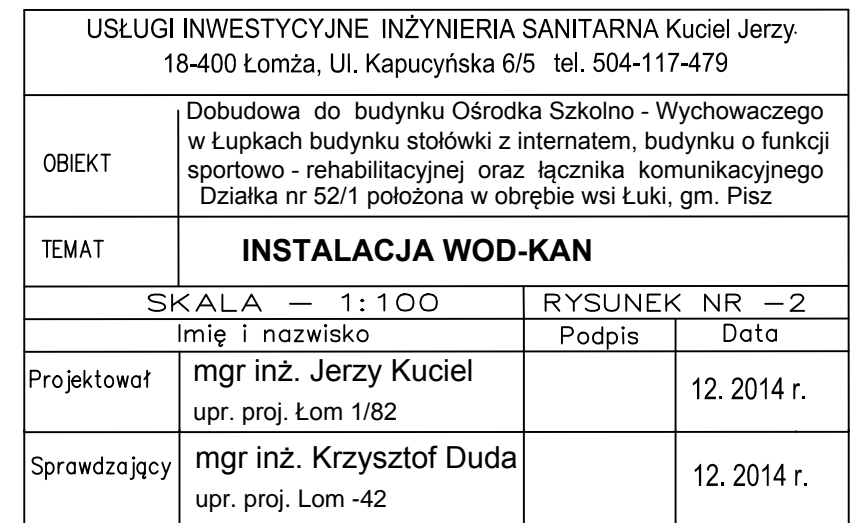 USŁUGI INWESTYCYJNE INŻYNIERIA SANITARNA Kuciel Jerzy.
18-400 Łomża, Ul. Kapucyńska 6/5 tel. 504-117-479
OBIEKT
Dobudowa do budynku Ośrodka Szkolno - Wychowaczego
w Łupkach budynku stołówki z internatem, budynku o funkcji
sportowo - rehabilitacyjnej oraz łącznika komunikacyjnego
Działka nr 52/1 położona w obrębie wsi Łuki, gm. Pisz
TEMAT INSTALACJA WOD-KAN
SKALA – 1:100 RYSUNEK NR –2
Imię i nazwisko Podpis Data
Projektował mgr inż. Jerzy Kuciel 12. 2014 r.
upr. proj. Łom 1/82
Sprawdzający mgr inż. Krzysztof Duda 12. 2014 r.
upr. proj. Lom -42